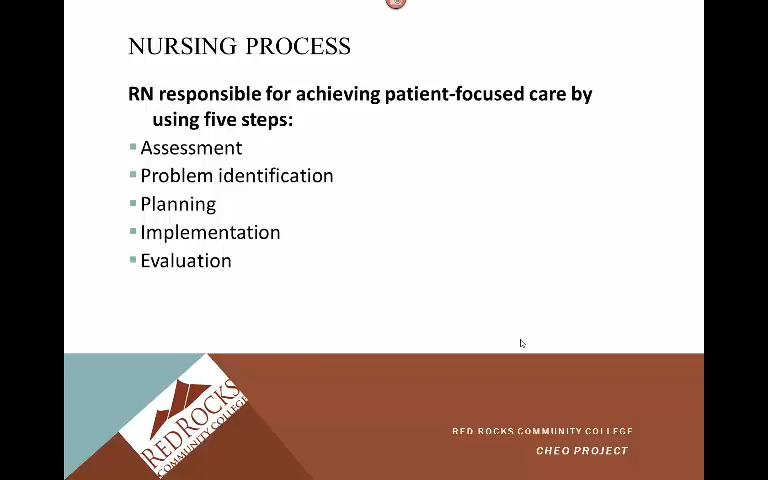 NURSING PROCESS
RN responsible for achieving patient-focused care by
using five steps:
Assessment
Problem identification
Planning
Implementation
Evaluation
RED ROCKS
COMMUNITY COLLEGE
RED ROCKS COMMUNITY COLLEGE
CHEO PROJECT